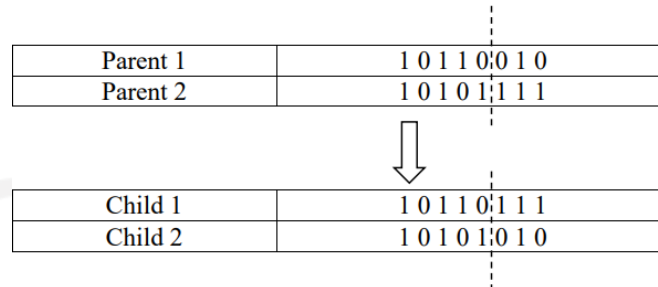 Parent 1 1 0 1 1 0 0 1 0
Parent 2 1 0 1 0 1 1 1 1
Child 1 1 0 1 1 0 1 1 1
Child 2 1 0 1 0 1 0 1 0